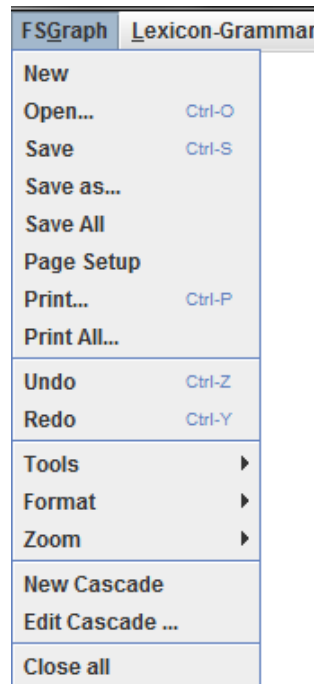 FSGraph Lexicon-Grammar
New
Open... Ctrl-O
Save Ctrl-S
Save as...
Save All
Page Setup
Print... Ctrl-P
Print All...
Undo Ctrl-Z
Redo Ctrl-Y
Tools
Format
Zoom
New Cascade
Edit Cascade ...
Close all